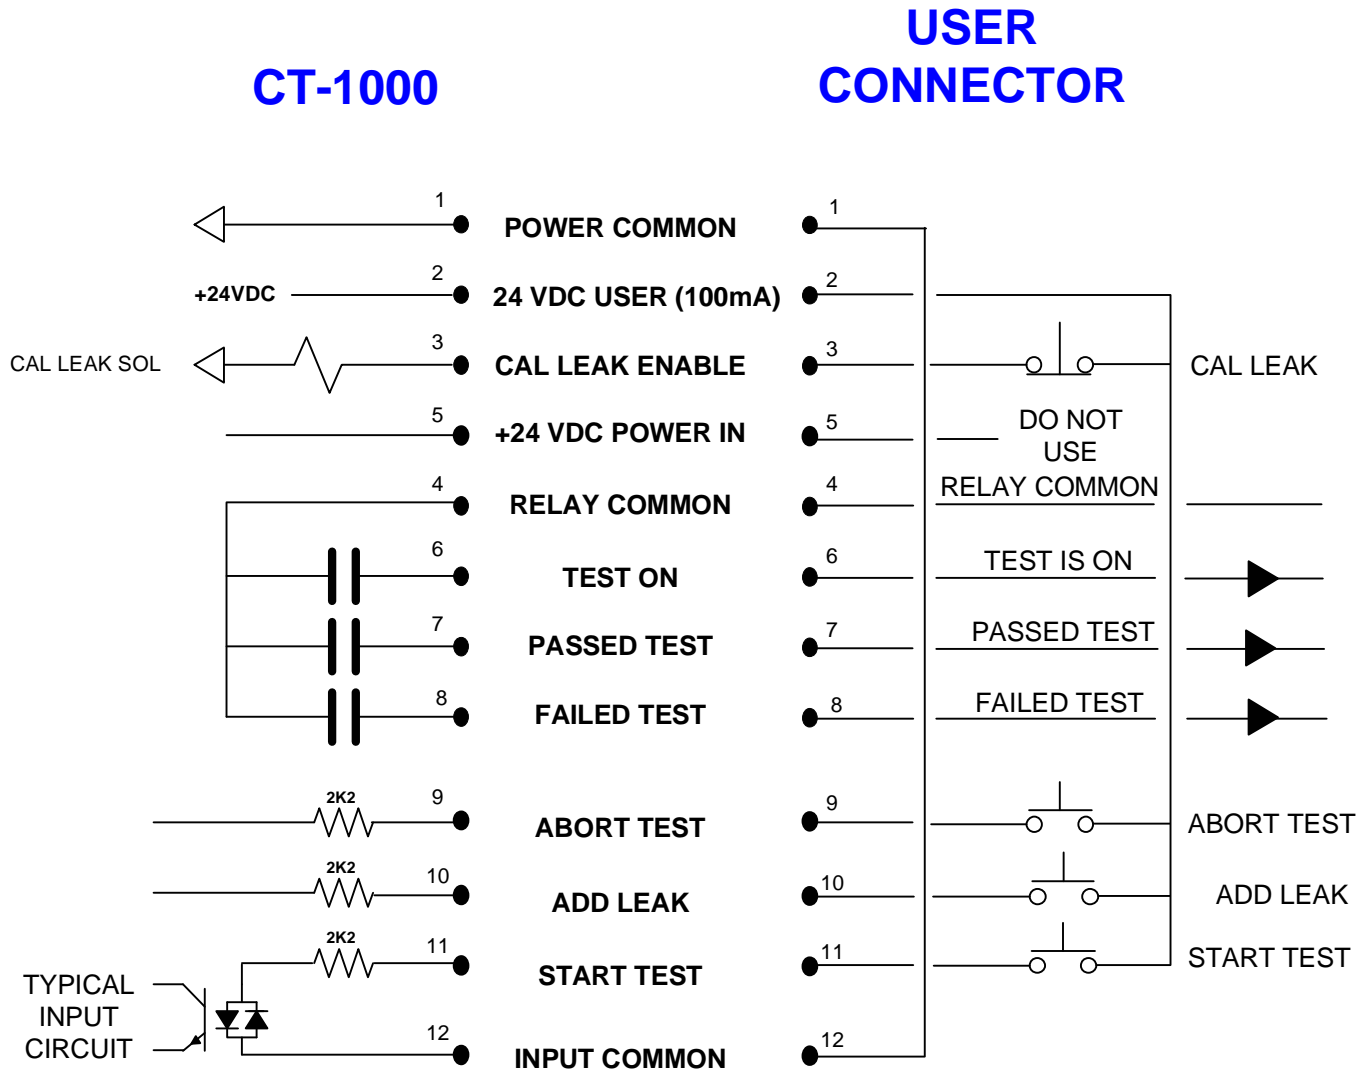 USER
CONNECTOR
CT-1000
1 POWER COMMON 1
+24VDC 2 24 VDC USER (100mA) 2
CAL LEAK SOL 3 CAL LEAK ENABLE 3 CAL LEAK
5 +24 VDC POWER IN 5 DO NOT
USE
4 RELAY COMMON 4 RELAY COMMON
6 TEST ON 6 TEST IS ON
7 PASSED TEST 7 PASSED TEST
8 FAILED TEST 8 FAILED TEST
2K2 9 ABORT TEST 9 ABORT TEST
2K2 10 ADD LEAK 10 ADD LEAK
2K2 11 START TEST 11 START TEST
TYPICAL
INPUT
CIRCUIT
12 INPUT COMMON 12